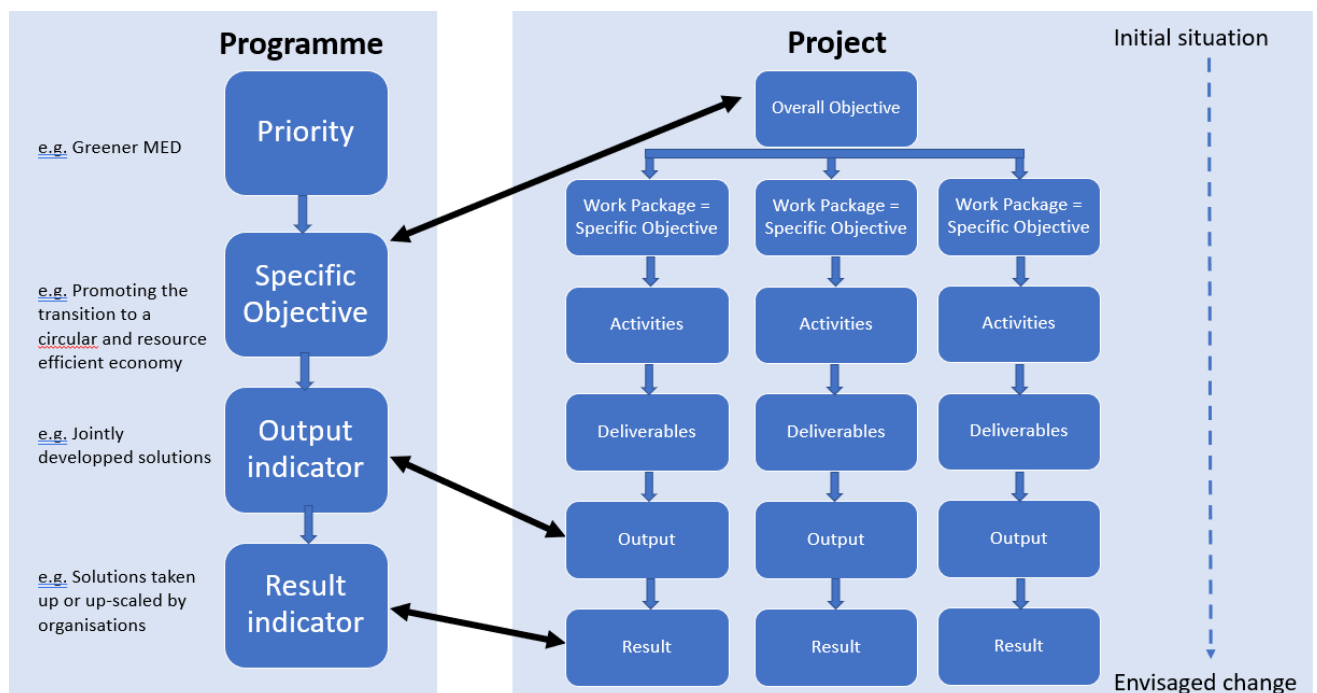 Programme
Priority
e.g. Greener MED
Specific
Objective
e.g. Promoting the
transition to a
circular and resource
efficient economy
Output
indicator
e.g. Jointly
developped solutions
Result
indicator
e.g. Solutions taken
up or up-scaled by
organisations
Project
Overall Objective
Work Package =
Specific Objective
Work Package =
Specific Objective
Work Package =
Specific Objective
Activities
Activities
Activities
Deliverables
Deliverables
Deliverables
Output
Output
Output
Result
Result
Result
Initial situation
Envisaged change